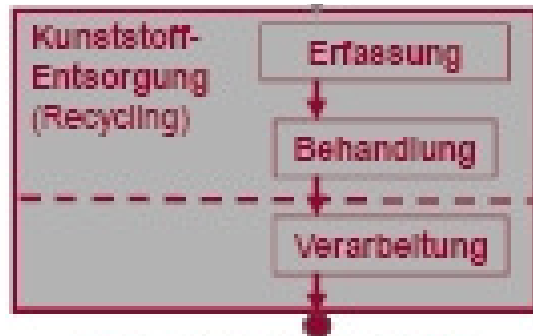 Kunststoff-
Entsorgung
(Recycling)
Erfassung
Behandlung
Verarbeitung